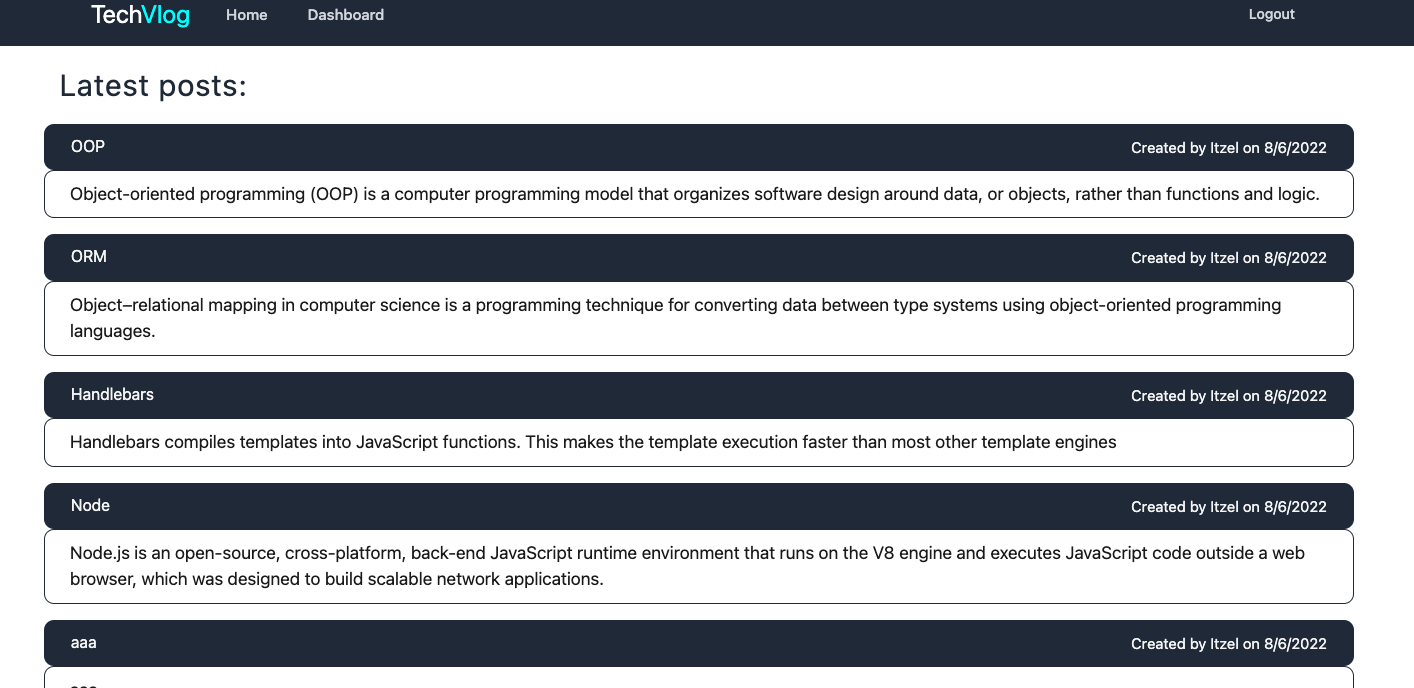 TechVlog Home Dashboard Logout
Latest posts:
OOP Created by Itzel on 8/6/2022
Object-oriented programming (OOP) is a computer programming model that organizes software design around data, or objects, rather than functions and logic.
ORM Created by Itzel on 8/6/2022
Object–relational mapping in computer science is a programming technique for converting data between type systems using object-oriented programming
languages.
Handlebars Created by Itzel on 8/6/2022
Handlebars compiles templates into JavaScript functions. This makes the template execution faster than most other template engines
Node Created by Itzel on 8/6/2022
Node.js is an open-source, cross-platform, back-end JavaScript runtime environment that runs on the V8 engine and executes JavaScript code outside a web
browser, which was designed to build scalable network applications.
aaa Created by Itzel on 8/6/2022